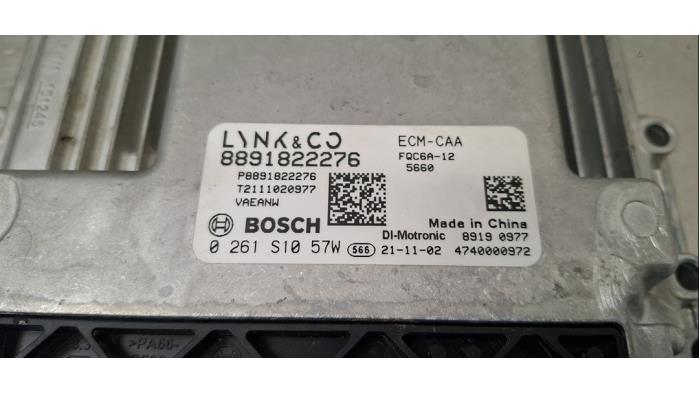 LYNK & CO
8891822276
P8891822276
T2111020977
VAEANW
ECM-CAA
FQC6A-12
5660
BOSCH
Made in China
DI-Motronic 8919 0977
0 261 S10 57W 566 21-11-02 4740000972
>PA66-